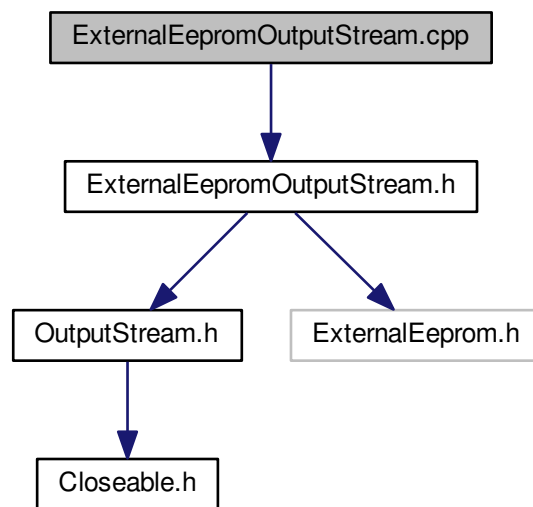 ExternalEepromOutputStream.cpp
ExternalEepromOutputStream.h
OutputStream.h
ExternalEeprom.h
Closeable.h